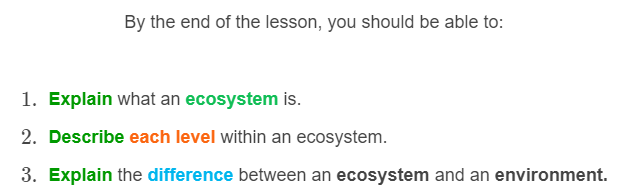 By the end of the lesson, you should be able to:
1. Explain what an ecosystem is.
2. Describe each level within an ecosystem.
3. Explain the difference between an ecosystem and an environment.